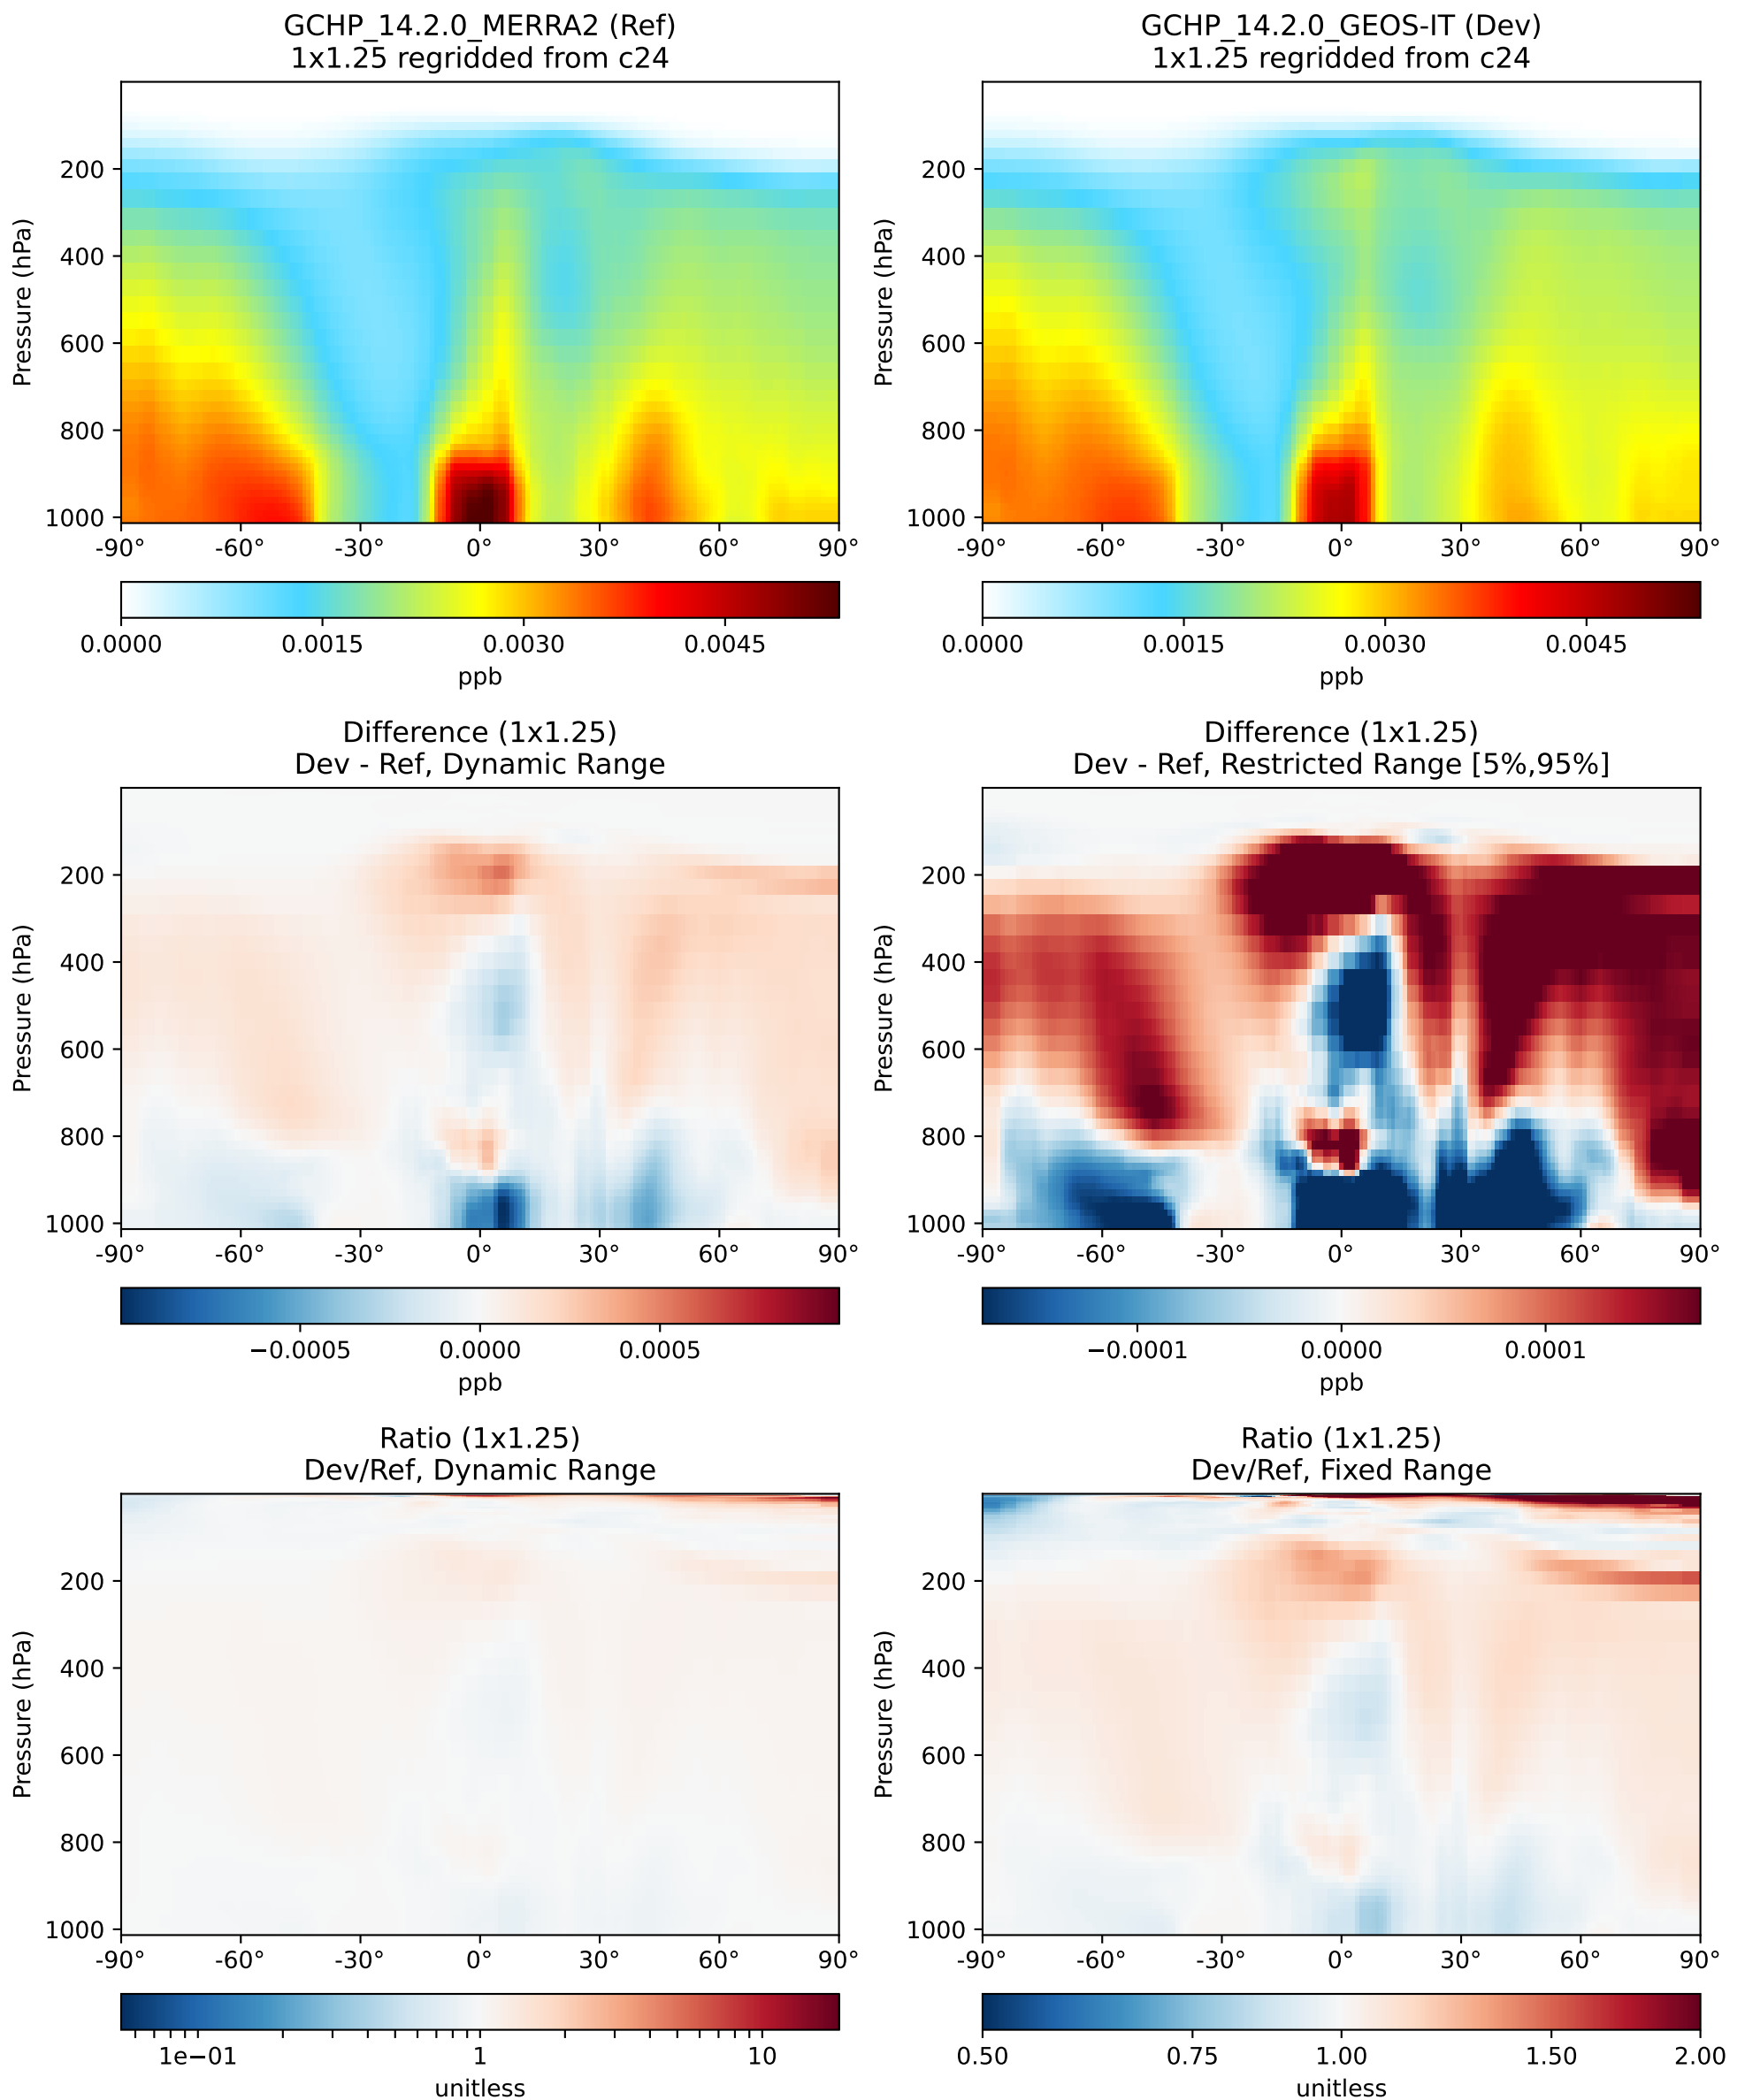 GCHP_14.2.0_MERRA2 (Ref)
1x1.25 regridded from c24
Pressure (hPa)
200
400
600
800
1000
-90° -60° -30° 0° 30° 60° 90°
0.0000 0.0015 0.0030 0.0045
ppb
GCHP_14.2.0_GEOS-IT (Dev)
1x1.25 regridded from c24
Pressure (hPa)
200
400
600
800
1000
-90° -60° -30° 0° 30° 60° 90°
0.0000 0.0015 0.0030 0.0045
ppb
Difference (1x1.25)
Dev - Ref, Dynamic Range
Pressure (hPa)
200
400
600
800
1000
-90° -60° -30° 0° 30° 60° 90°
−0.0005 0.0000 0.0005
ppb
Difference (1x1.25)
Dev - Ref, Restricted Range [5%,95%]
Pressure (hPa)
200
400
600
800
1000
-90° -60° -30° 0° 30° 60° 90°
−0.0001 0.0000 0.0001
ppb
Ratio (1x1.25)
Dev/Ref, Dynamic Range
Pressure (hPa)
200
400
600
800
1000
-90° -60° -30° 0° 30° 60° 90°
1e−01 1 10
unitless
Ratio (1x1.25)
Dev/Ref, Fixed Range
Pressure (hPa)
200
400
600
800
1000
-90° -60° -30° 0° 30° 60° 90°
0.50 0.75 1.00 1.50 2.00
unitless